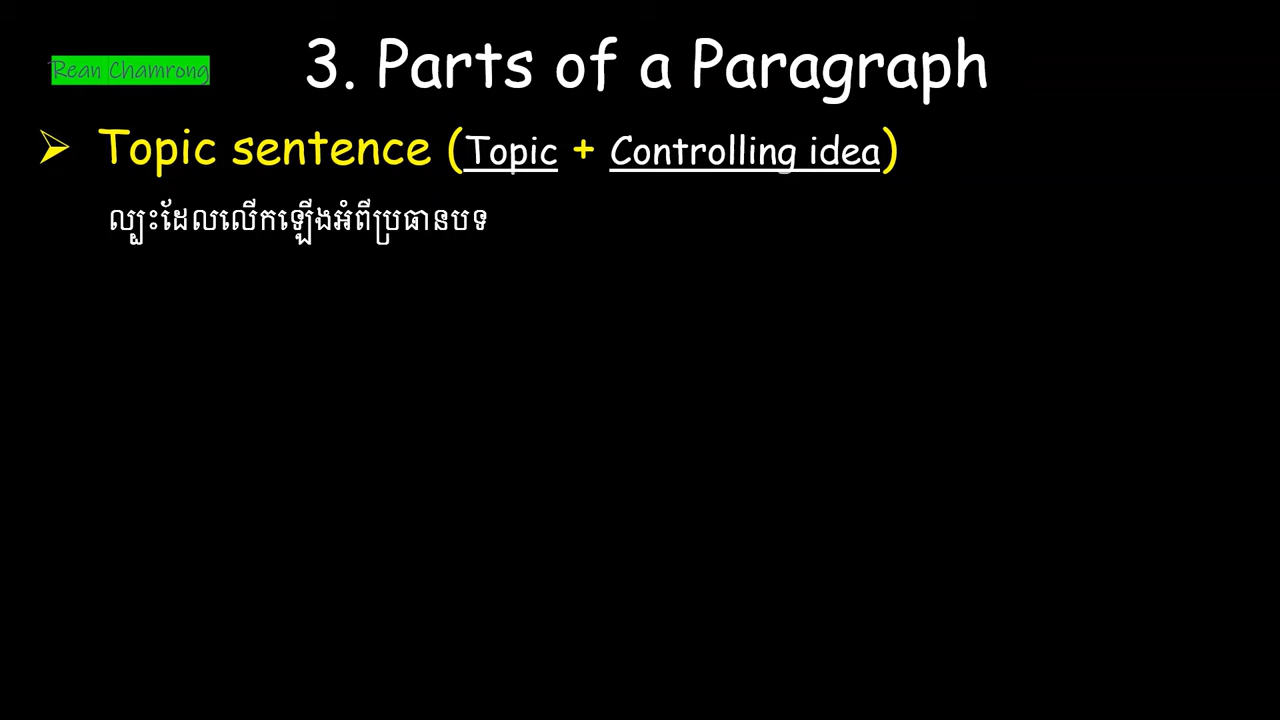 Rean Chamrong
3. Parts of a Paragraph
➢ Topic sentence (Topic + Controlling idea)
ល្បះដែលលើកឡើងអំពីប្រធានបទ